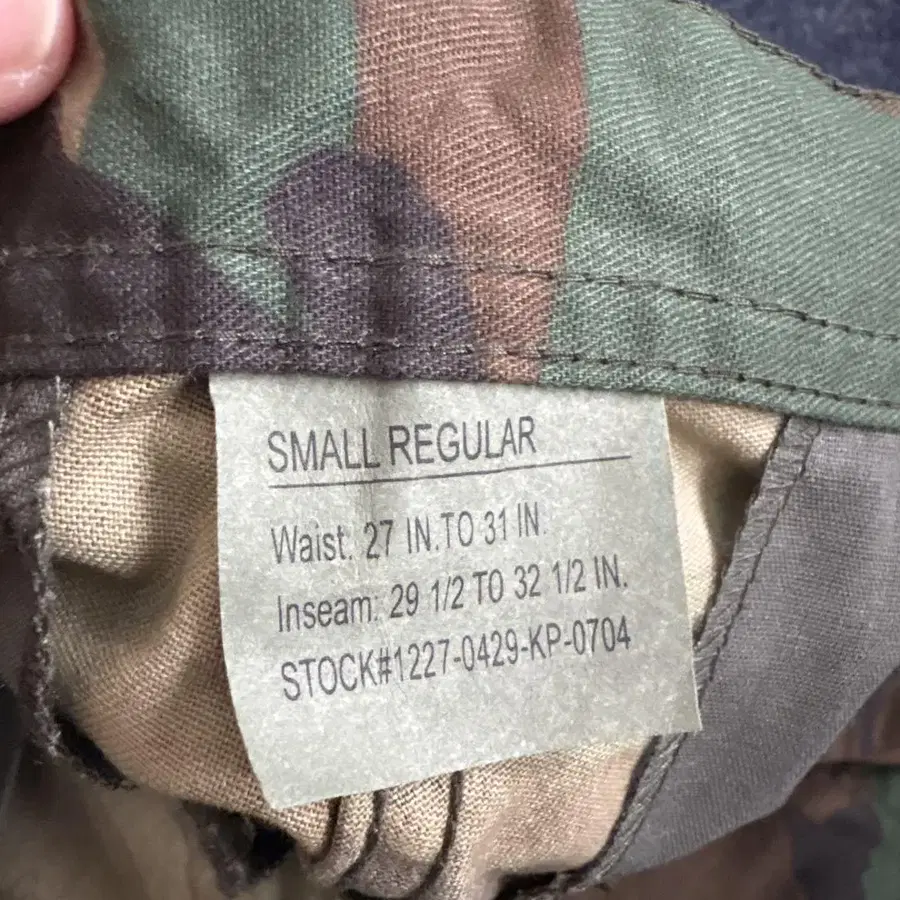 SMALL REGULAR
Waist: 27 IN.TO 31 IN.
Inseam: 29 1/2 TO 32 1/2 IN.
STOCK#1227-0429-KP-0704